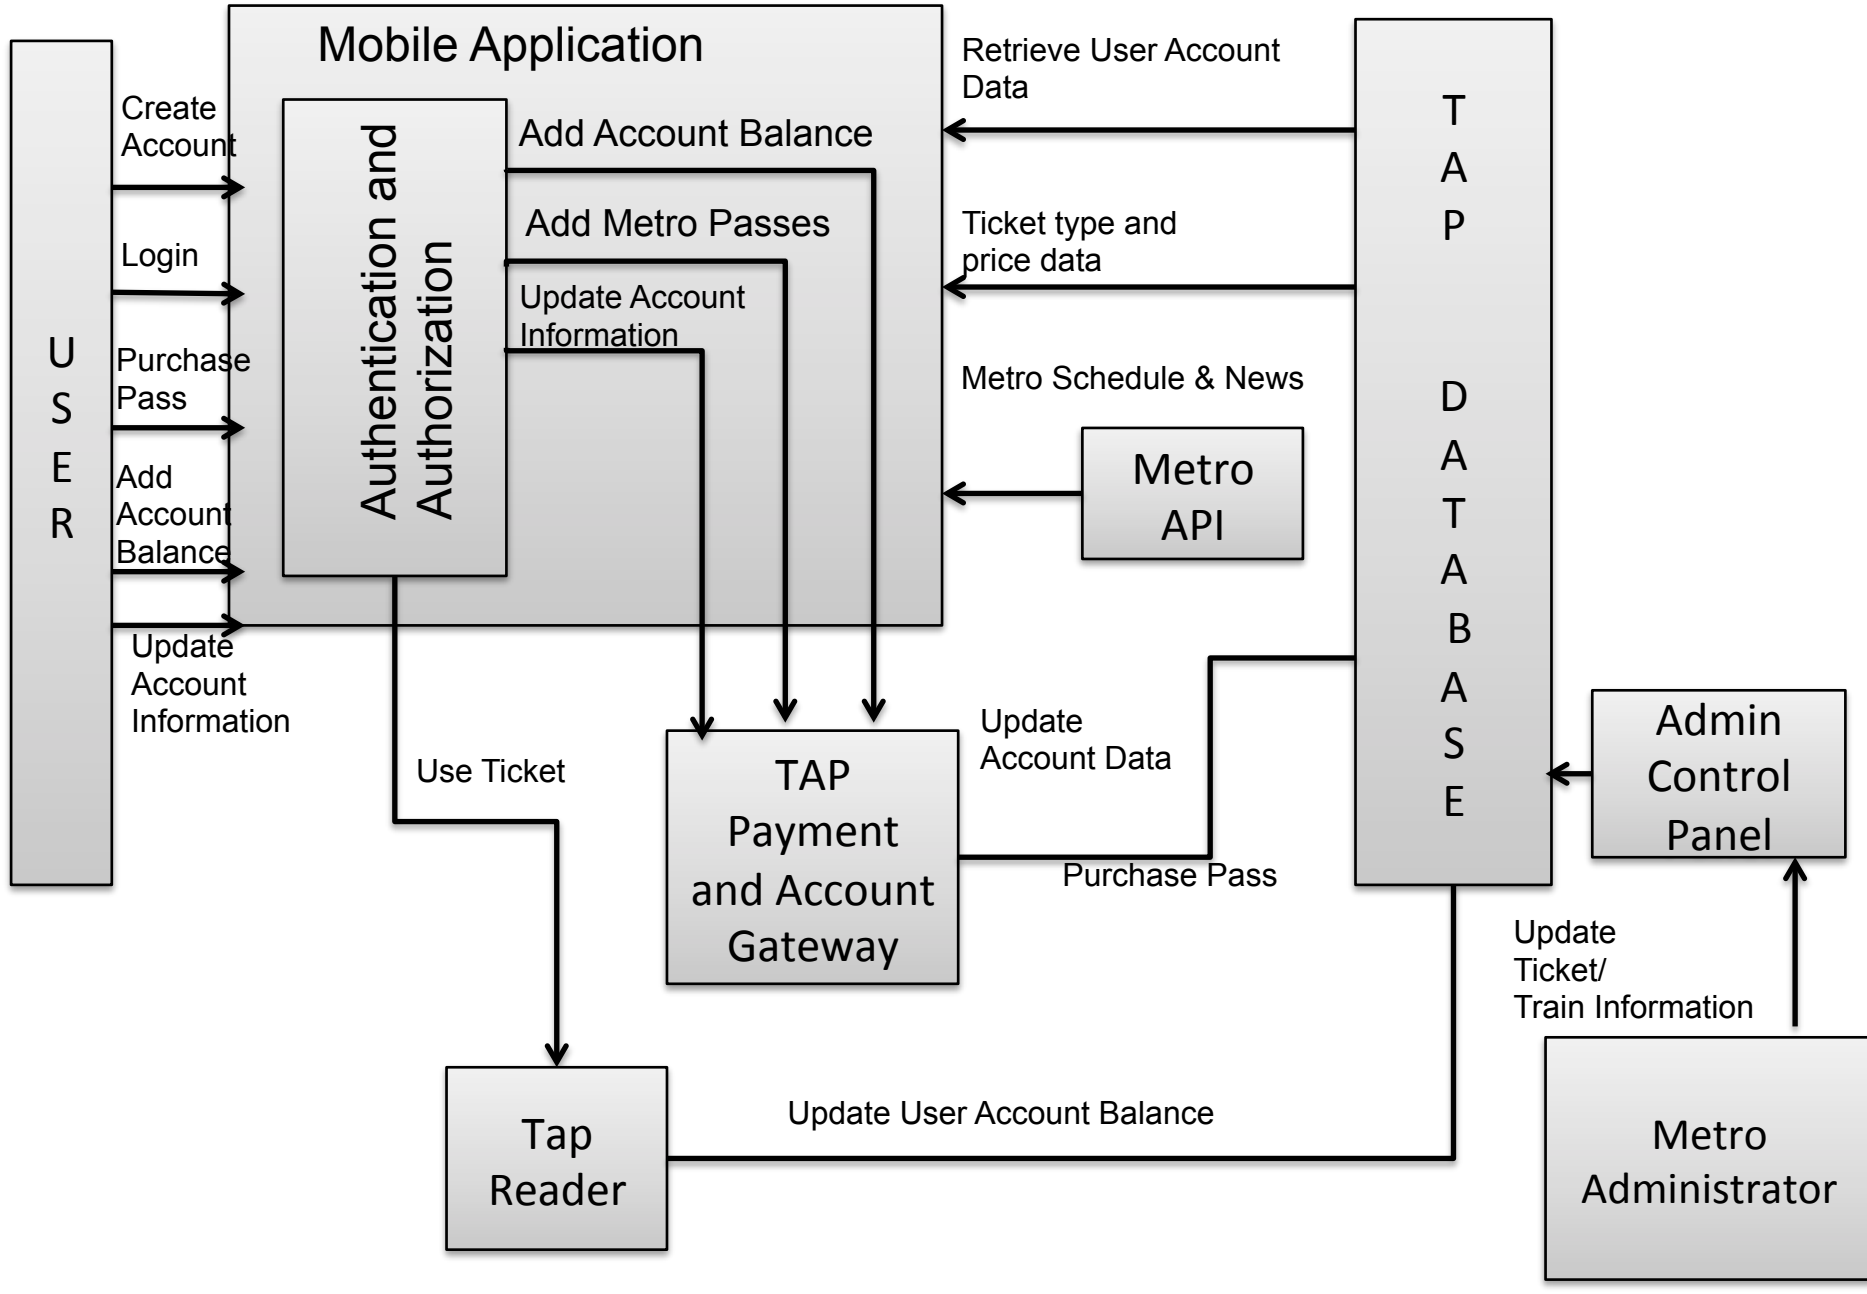 Mobile Application
USER
Create
Account
Login
Purchase
Pass
Add
Account
Balance
Update
Account
Information
Authentication and
Authorization
Add Account Balance
Add Metro Passes
Update Account
Information
Retrieve User Account
Data
Ticket type and
price data
Metro Schedule & News
Metro
API
TAP
DATABASE
Use Ticket
TAP
Payment
and Account
Gateway
Update
Account Data
Purchase Pass
Admin
Control
Panel
Update
Ticket/
Train Information
Tap
Reader
Update User Account Balance
Metro
Administrator